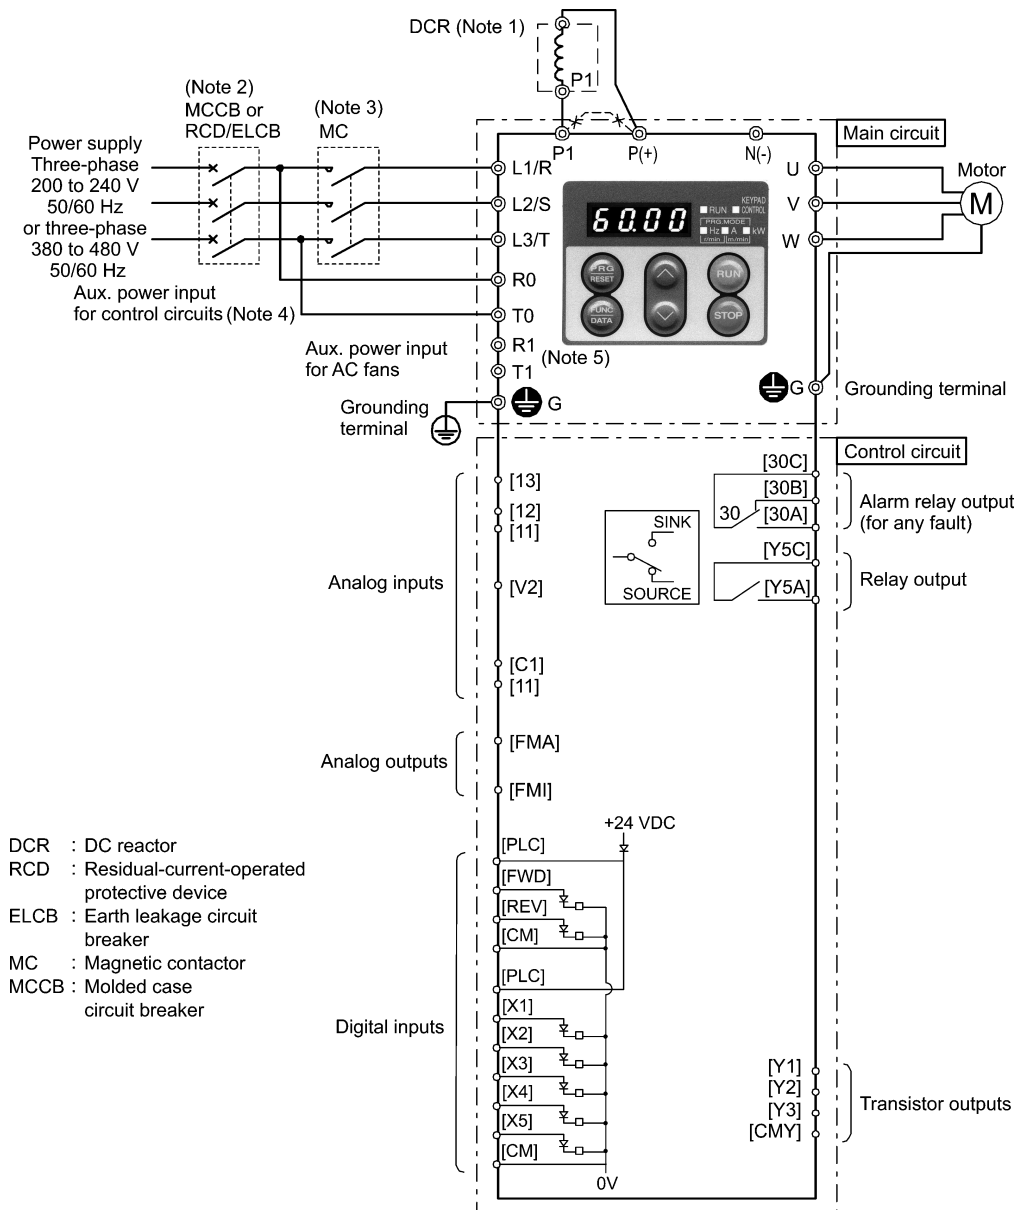 DCR (Note 1)
P1
(Note 2)
MCCB or
RCD/ELCB
(Note 3)
MC
Power supply
Three-phase
200 to 240 V
50/60 Hz
or three-phase
380 to 480 V
50/60 Hz
Aux. power input
for control circuits (Note 4)
Aux. power input
for AC fans
Grounding
terminal
P1
P(+)
N(-)
Main circuit
L1/R
L2/S
L3/T
R0
T0
R1
T1
(Note 5)
G
60.00
KEYPAD
RUN
CONTROL
PRG.MODE
Hz
A
kW
r/min
m/min
PRG
RESET
RUN
FUNC
DATA
STOP
U
V
W
Motor
M
G
Grounding terminal
Control circuit
Analog inputs
[13]
[12]
[11]
[V2]
[C1]
[11]
SINK
SOURCE
[30C]
[30B]
30
[30A]
Alarm relay output
(for any fault)
[Y5C]
[Y5A]
Relay output
Analog outputs
[FMA]
[FMI]
DCR : DC reactor
RCD : Residual-current-operated
protective device
ELCB : Earth leakage circuit
breaker
MC : Magnetic contactor
MCCB : Molded case
circuit breaker
Digital inputs
+24 VDC
[PLC]
[FWD]
[REV]
[CM]
[PLC]
[X1]
[X2]
[X3]
[X4]
[X5]
[CM]
0V
[Y1]
[Y2]
[Y3]
[CMY]
Transistor outputs